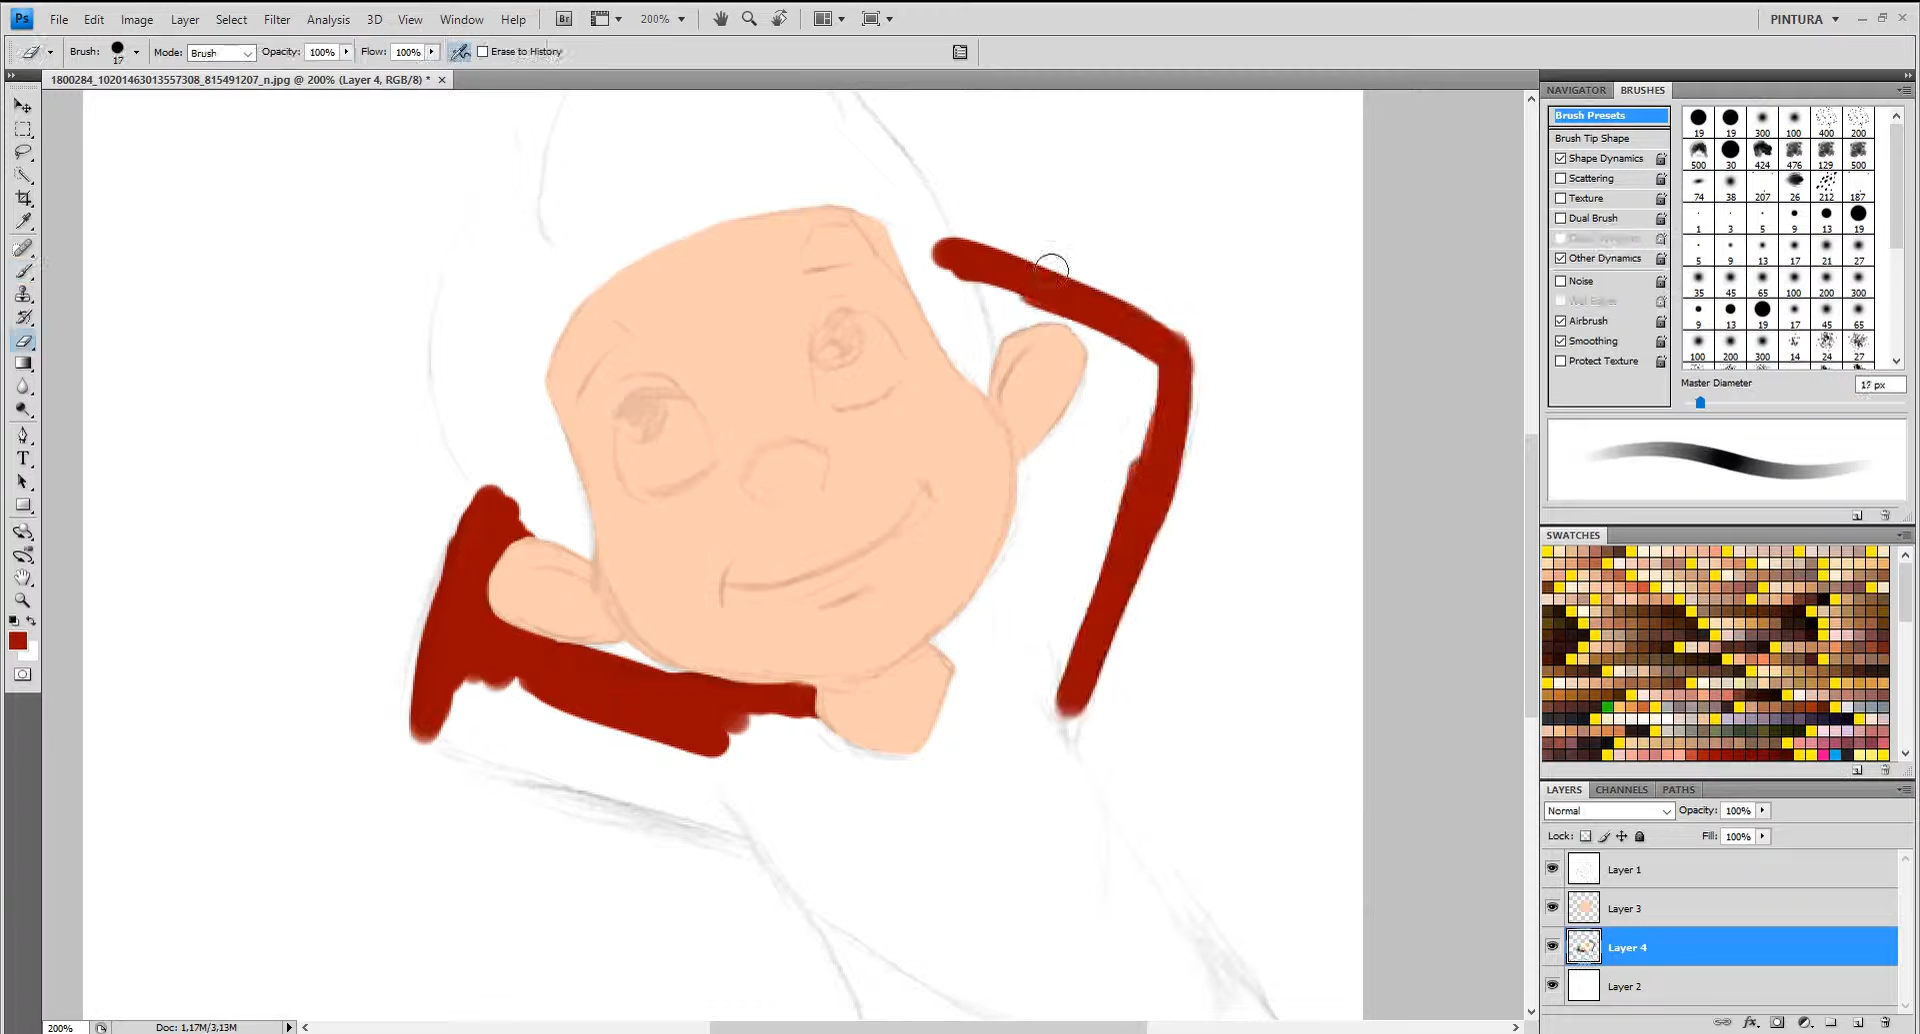 Ps File Edit Image Layer Select Filter Analysis 3D View Window Help Br 200% PINTURA
Brush: 17 Mode: Brush Opacity: 100% Flow: 100% Erase to History
1800284_10201463013557308_815491207_n.jpg @ 200% (Layer 4, RGB/8) *
NAVIGATOR BRUSHES
Brush Presets
Brush Tip Shape
Shape Dynamics
Scattering
Texture
Dual Brush
Other Dynamics
Noise
Wet Edges
Airbrush
Smoothing
Protect Texture
19 19 300 100 400 200
500 30 424 476 129 500
74 38 207 26 212 187
1 3 5 9 13 19
5 9 13 17 21 27
35 45 65 100 200 300
9 13 19 17 45 65
100 200 300 14 24 27
Master Diameter
px
SWATCHES
LAYERS CHANNELS PATHS
Normal Opacity: 100%
Lock: Fill: 100%
Layer 1
Layer 3
Layer 4
Layer 2
200% Doc: 1,17M/3,13M